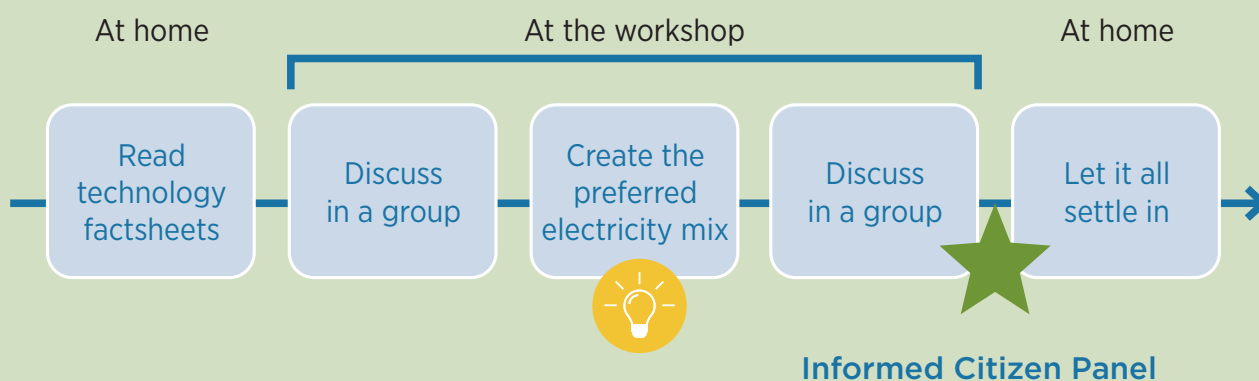 At home
At the workshop
At home
Read
technology
factsheets
Discuss
in a group
Create the
preferred
electricity mix
Discuss
in a group
Let it all
settle in
Informed Citizen Panel